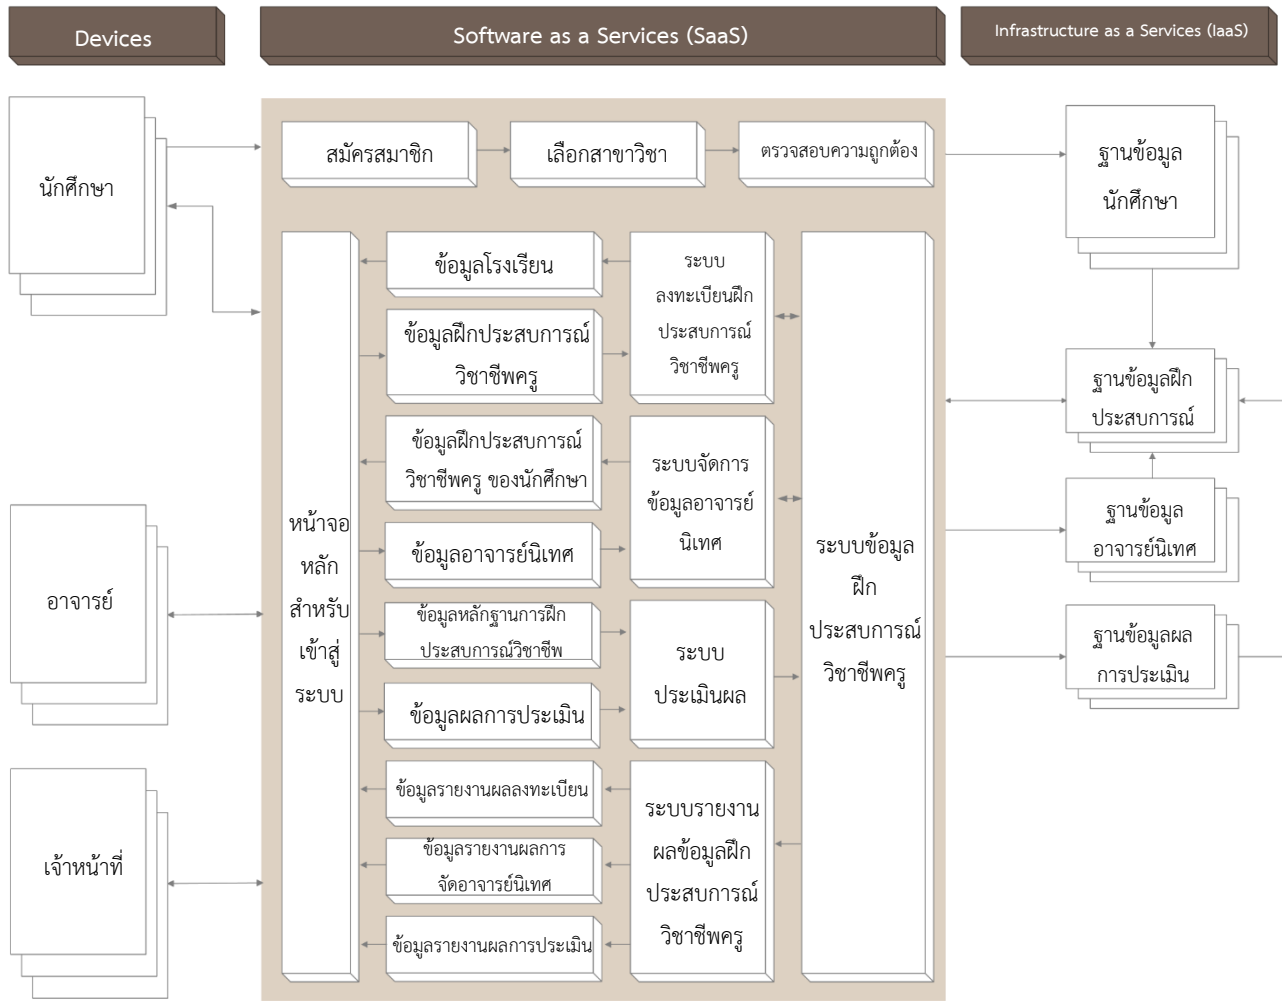 Devices
Software as a Services (SaaS)
Infrastructure as a Services (IaaS)
นักศึกษา
สมัครสมาชิก
เลือกสาขาวิชา
ตรวจสอบความถูกต้อง
ฐานข้อมูล
นักศึกษา
หน้าจอ
หลัก
สำหรับ
เข้าสู่
ระบบ
ข้อมูลโรงเรียน
ข้อมูลฝึกประสบการณ์
วิชาชีพครู
ระบบ
ลงทะเบียนฝึก
ประสบการณ์
วิชาชีพครู
ข้อมูลฝึกประสบการณ์
วิชาชีพครู ของนักศึกษา
ข้อมูลอาจารย์นิเทศ
ระบบจัดการ
ข้อมูลอาจารย์
นิเทศ
ข้อมูลหลักฐานการฝึก
ประสบการณ์วิชาชีพ
ข้อมูลผลการประเมิน
ระบบ
ประเมินผล
ข้อมูลรายงานผลลงทะเบียน
ข้อมูลรายงานผลการ
จัดอาจารย์นิเทศ
ข้อมูลรายงานผลการประเมิน
ระบบรายงาน
ผลข้อมูลฝึก
ประสบการณ์
วิชาชีพครู
ระบบข้อมูล
ฝึก
ประสบการณ์
วิชาชีพครู
ฐานข้อมูลฝึก
ประสบการณ์
ฐานข้อมูล
อาจารย์นิเทศ
ฐานข้อมูลผล
การประเมิน
อาจารย์
เจ้าหน้าที่